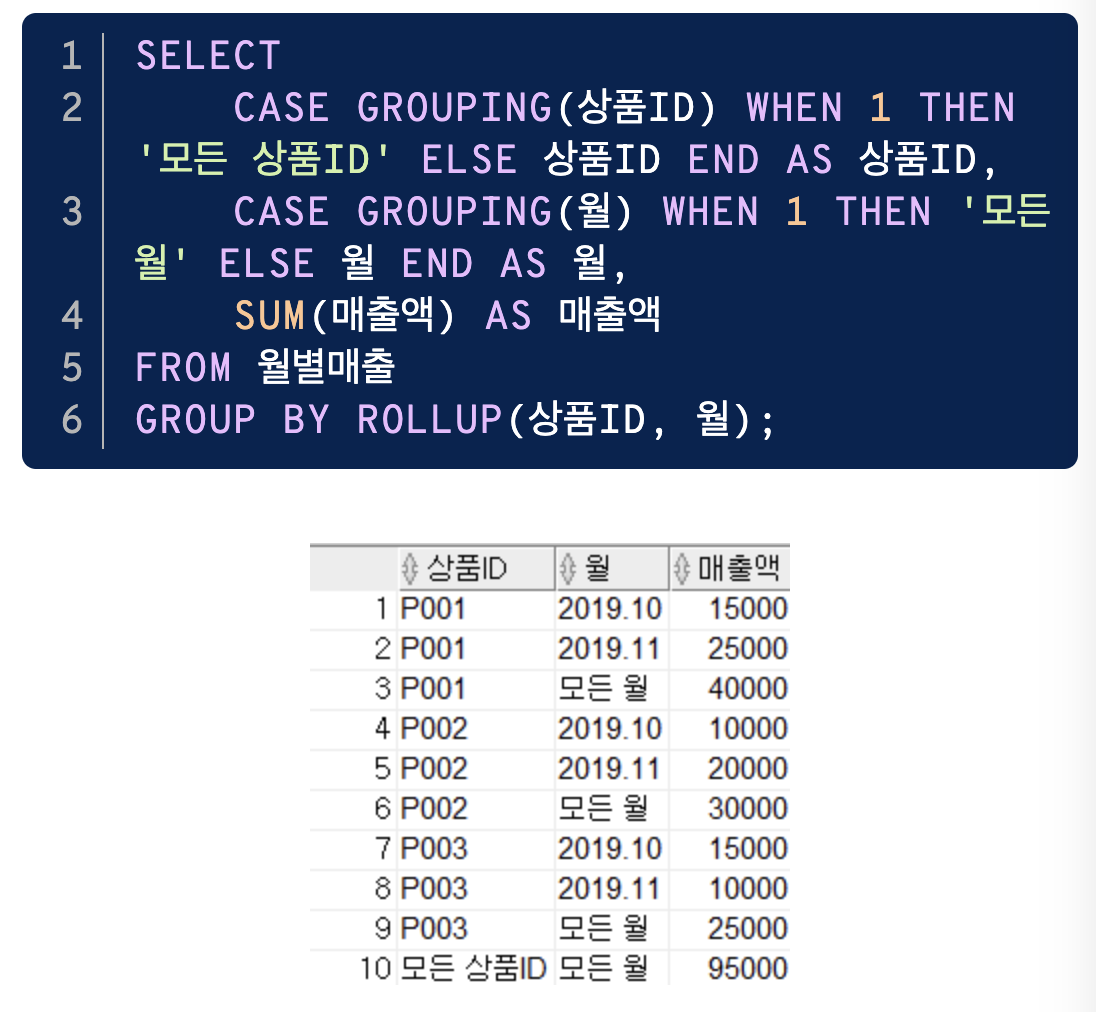 1 SELECT
2 CASE GROUPING(상품ID) WHEN 1 THEN
'모든 상품ID' ELSE 상품ID END AS 상품ID,
3 CASE GROUPING(월) WHEN 1 THEN '모든
월' ELSE 월 END AS 월,
4 SUM(매출액) AS 매출액
5 FROM 월별매출
6 GROUP BY ROLLUP(상품ID, 월);
상품ID 월 매출액
1 P001 2019.10 15000
2 P001 2019.11 25000
3 P001 모든 월 40000
4 P002 2019.10 10000
5 P002 2019.11 20000
6 P002 모든 월 30000
7 P003 2019.10 15000
8 P003 2019.11 10000
9 P003 모든 월 25000
10 모든 상품ID 모든 월 95000